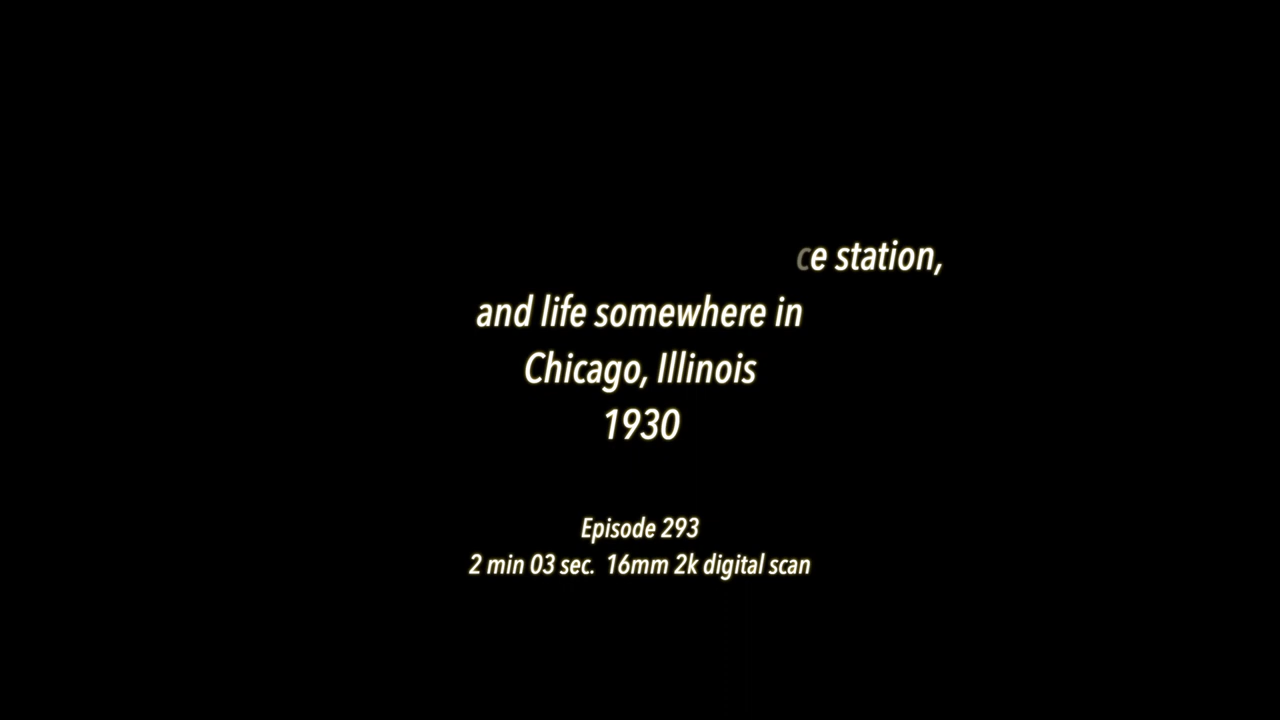 ce station,
and life somewhere in
Chicago, Illinois
1930
Episode 293
2 min 03 sec. 16mm 2k digital scan